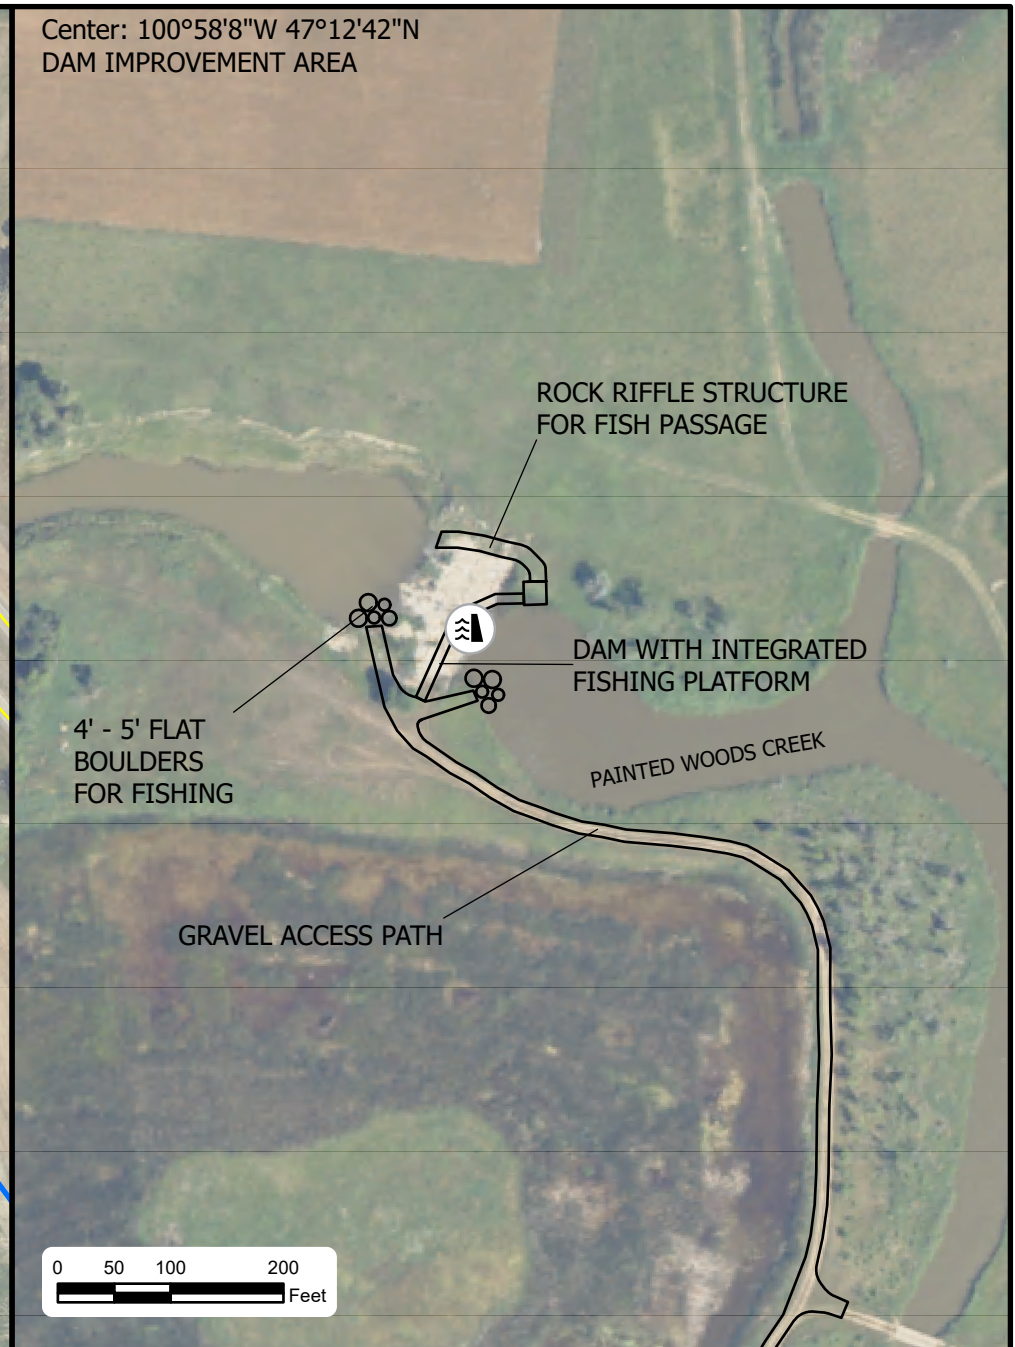 Center: 100°58'8"W 47°12'42"N
DAM IMPROVEMENT AREA
ROCK RIFFLE STRUCTURE
FOR FISH PASSAGE
DAM WITH INTEGRATED
FISHING PLATFORM
4' - 5' FLAT
BOULDERS
FOR FISHING
PAINTED WOODS CREEK
GRAVEL ACCESS PATH
0 50 100 200
Feet